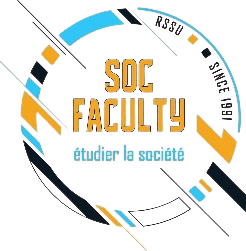 RSSU
SINCE 1991
SOC
FACULTY
étudier la société